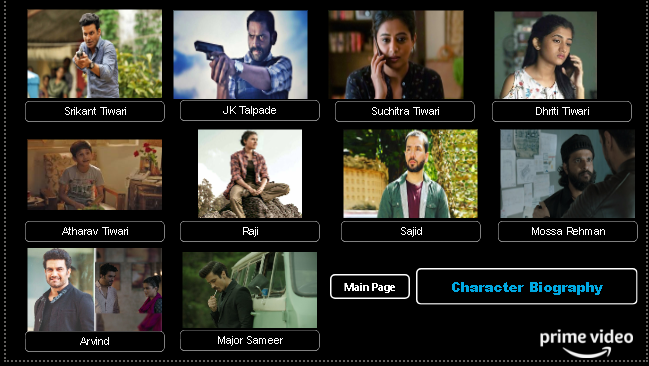 Srikant Tiwari
JK Talpade
Suchitra Tiwari
Dhriti Tiwari
Atharav Tiwari
Raji
Sajid
Mossa Rehman
Arvind
Major Sameer
Main Page
Character Biography
prime video